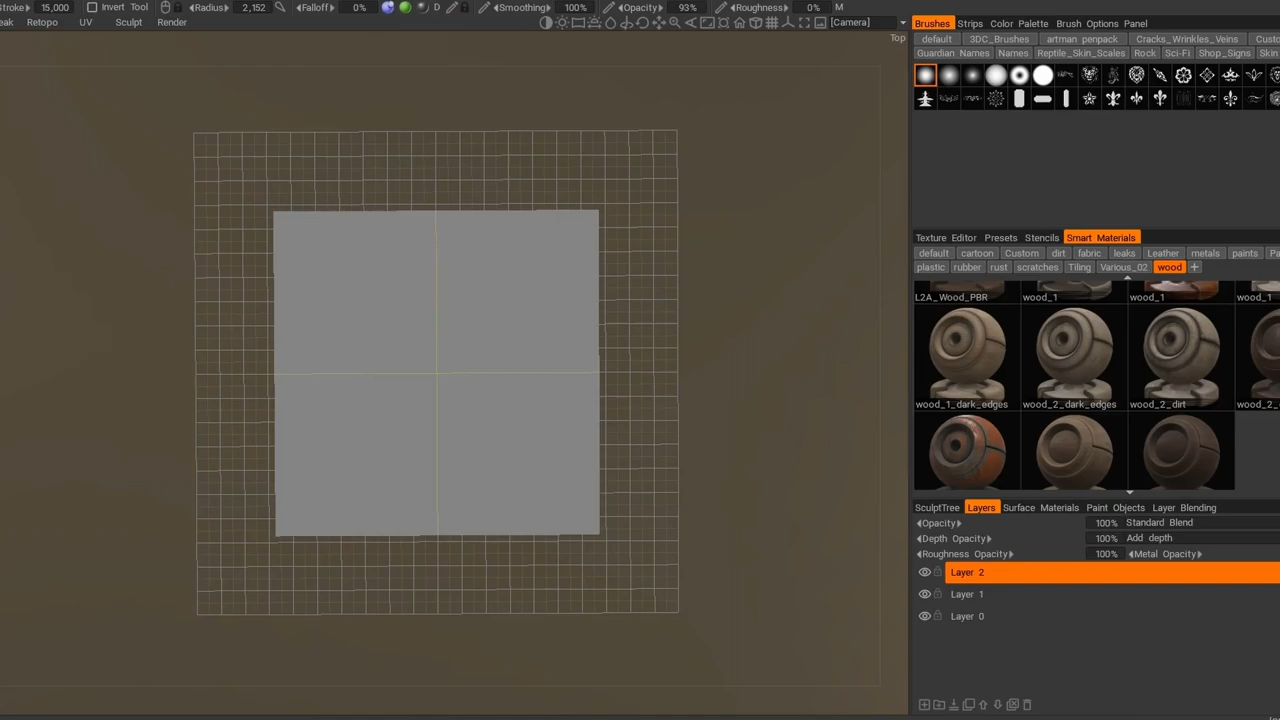 Stroke 15,000 Invert Tool Radius 2,152 Falloff 0% D Smoothing 100% Opacity 93% Roughness 0% M
Retopo UV Sculpt Render [Camera]
Top
Brushes Strips Color Palette Brush Options Panel
default 3DC_Brushes artman penpack Cracks_Wrinkles_Veins
Guardian Names Names Reptile_Skin_Scales Rock Sci-Fi Shop_Signs Skin
Texture Editor Presets Stencils Smart Materials
default cartoon Custom dirt fabric leaks Leather metals paints
plastic rubber rust scratches Tiling Various_02 wood
L2A_Wood_PBR wood_1 wood_1 wood_1
wood_1_dark_edges wood_2_dark_edges wood_2_dirt
SculptTree Layers Surface Materials Paint Objects Layer Blending
Opacity 100% Standard Blend
Depth Opacity 100% Add depth
Roughness Opacity 100% Metal Opacity
Layer 2
Layer 1
Layer 0